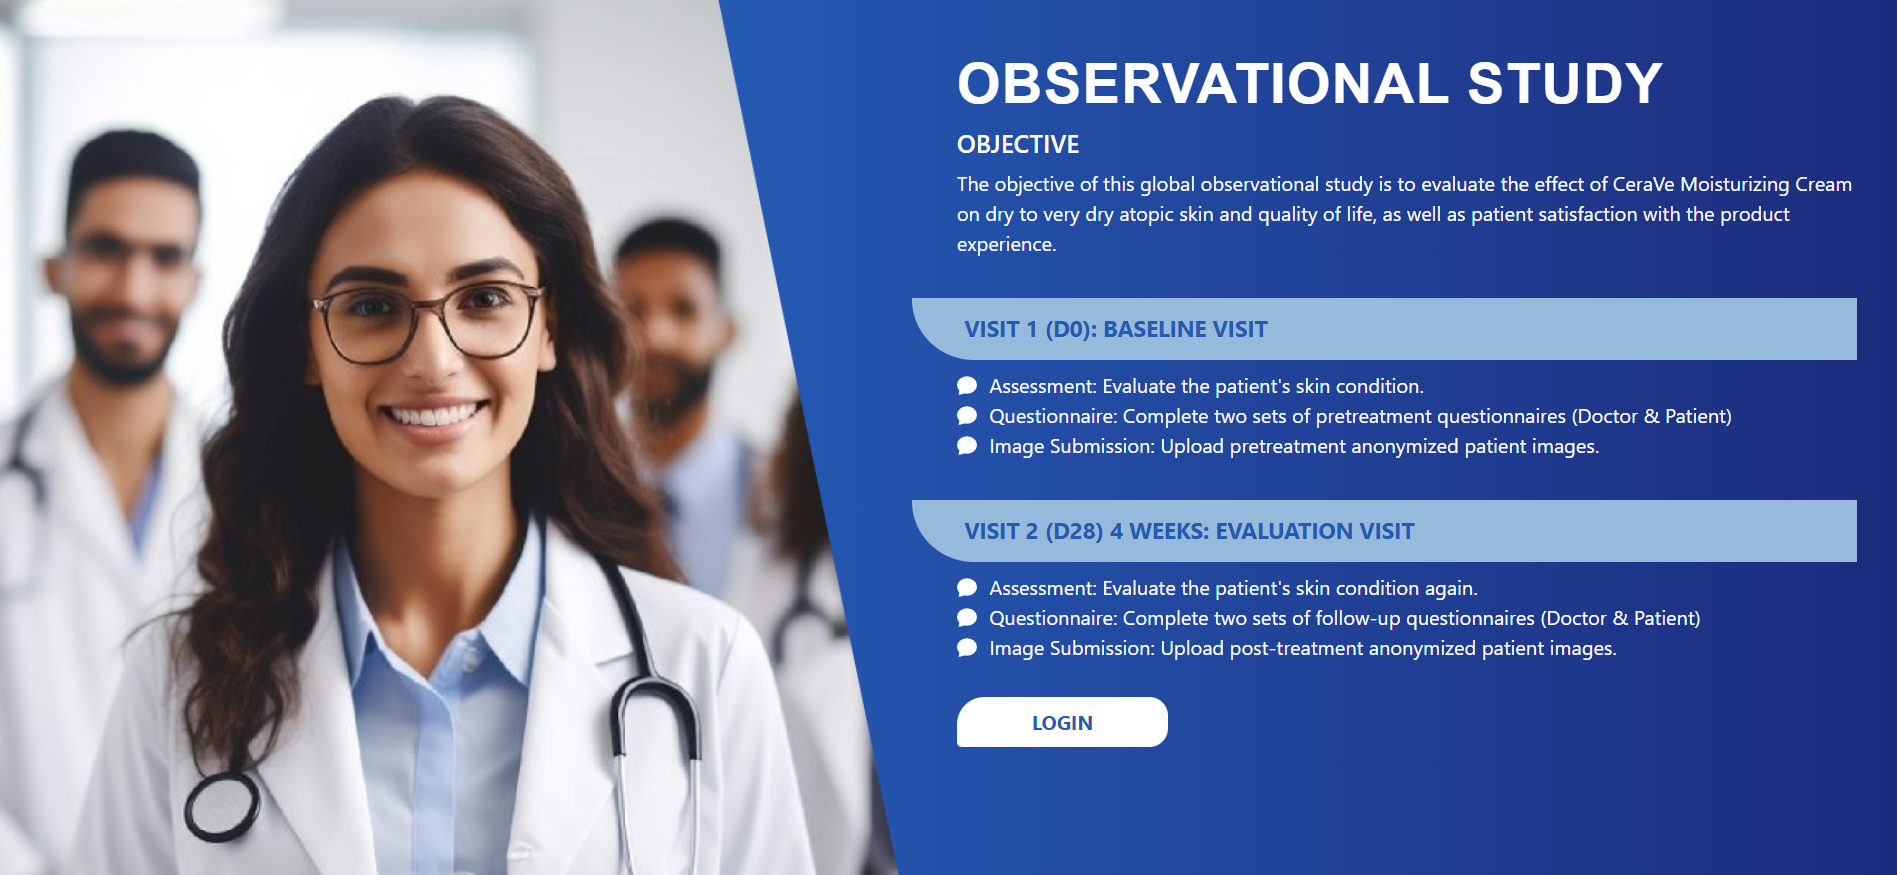 OBSERVATIONAL STUDY
OBJECTIVE
The objective of this global observational study is to evaluate the effect of CeraVe Moisturizing Cream
on dry to very dry atopic skin and quality of life, as well as patient satisfaction with the product
experience.
VISIT 1 (D0): BASELINE VISIT
Assessment: Evaluate the patient's skin condition.
Questionnaire: Complete two sets of pretreatment questionnaires (Doctor & Patient)
Image Submission: Upload pretreatment anonymized patient images.
VISIT 2 (D28) 4 WEEKS: EVALUATION VISIT
Assessment: Evaluate the patient's skin condition again.
Questionnaire: Complete two sets of follow-up questionnaires (Doctor & Patient)
Image Submission: Upload post-treatment anonymized patient images.
LOGIN